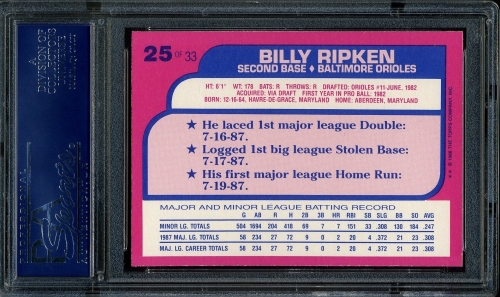 25 OF 33
BILLY RIPKEN
SECOND BASE ♦ BALTIMORE ORIOLES
HT: 6'1" WT: 178 BATS: R THROWS: R DRAFTED: ORIOLES #11-JUNE, 1982
ACQUIRED: VIA DRAFT FIRST YEAR IN PRO BALL: 1982
BORN: 12-16-64, HAVRE-DE-GRACE, MARYLAND HOME: ABERDEEN, MARYLAND
★ He laced 1st major league Double:
7-16-87.
★ Logged 1st big league Stolen Base:
7-17-87.
★ His first major league Home Run:
7-19-87.
MAJOR AND MINOR LEAGUE BATTING RECORD
G AB R H 2B 3B HR RBI SB SLG BB SO AVG
MINOR LG. TOTALS 504 1694 204 418 69 7 7 151 33 .308 130 184 .247
1987 MAJ. LG. TOTALS 58 234 27 72 9 0 2 20 4 .372 21 23 .308
MAJ. LG. CAREER TOTALS 58 234 27 72 9 0 2 20 4 .372 21 23 .308
A
DIVISION OF
COLLECTORS
UNIVERSE
PSA
PROFESSIONAL